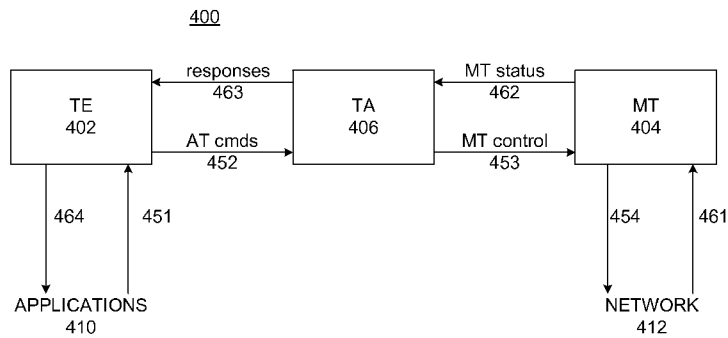 400
responses
463
MT status
462
TE
402
TA
406
MT
404
AT cmds
452
MT control
453
464
451
454
461
APPLICATIONS
410
NETWORK
412